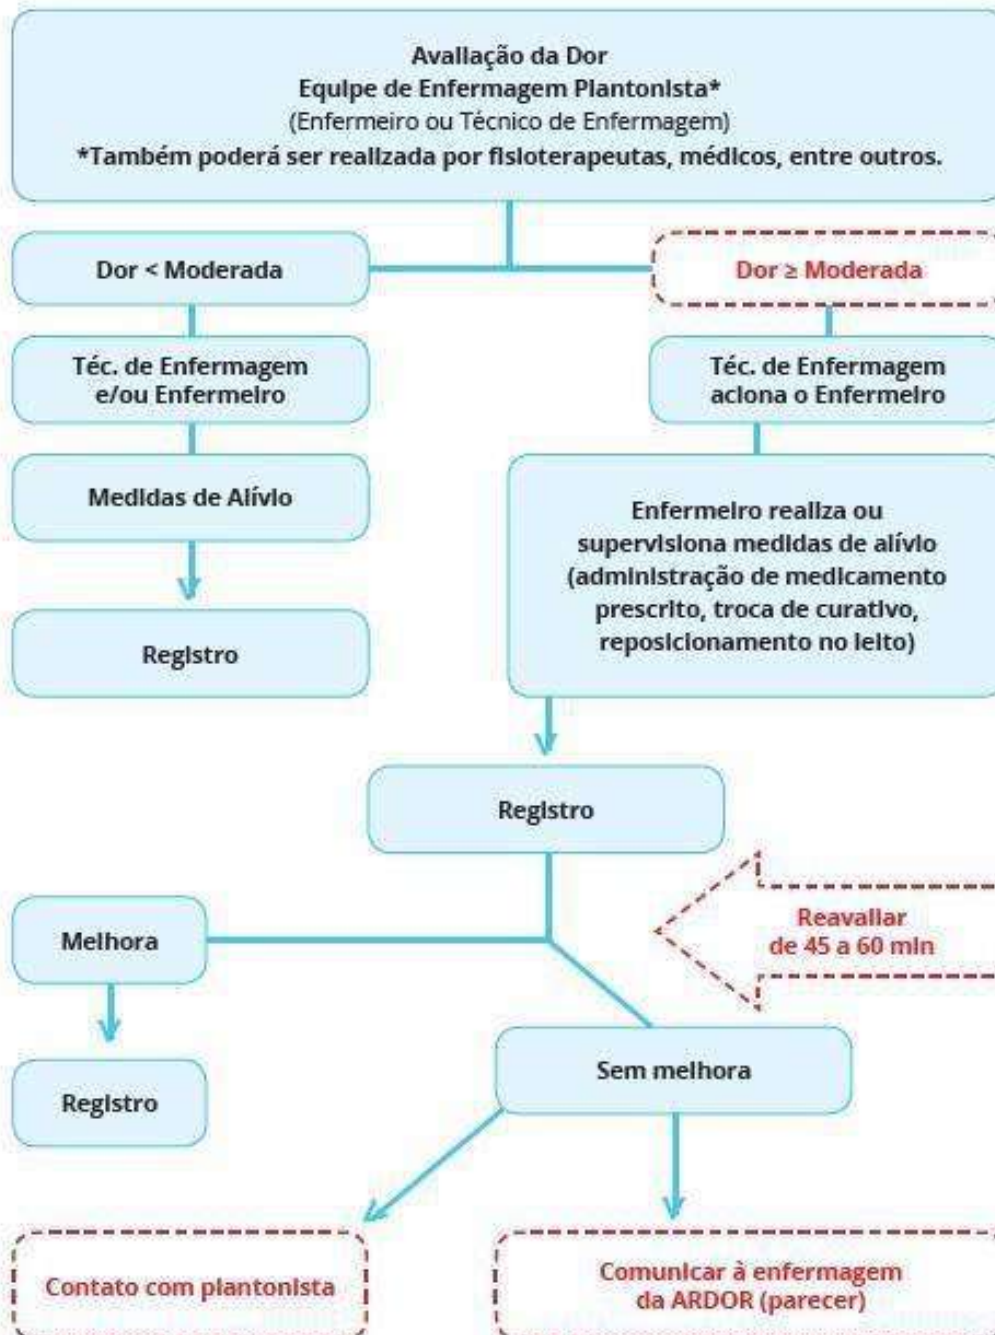 Avaliação da Dor
Equipe de Enfermagem Plantonista*
(Enfermeiro ou Técnico de Enfermagem)
*Também poderá ser realizada por fisioterapeutas, médicos, entre outros.
Dor < Moderada
Dor ≥ Moderada
Téc. de Enfermagem
e/ou Enfermeiro
Téc. de Enfermagem
aciona o Enfermeiro
Medidas de Alívio
Enfermeiro realiza ou
supervisiona medidas de alívio
(administração de medicamento
prescrito, troca de curativo,
reposicionamento no leito)
Registro
Registro
Reavaliar
de 45 a 60 min
Melhora
Registro
Sem melhora
Contato com plantonista
Comunicar à enfermagem
da ARDOR (parecer)